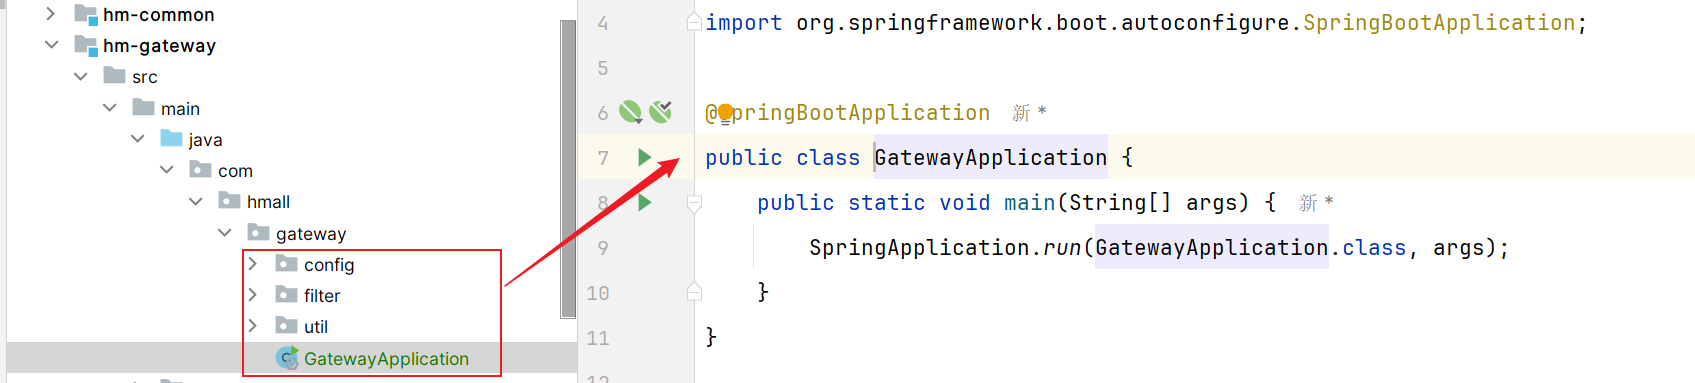 hm-common
hm-gateway
src
main
java
com
hmall
gateway
config
filter
util
GatewayApplication
4 import org.springframework.boot.autoconfigure.SpringBootApplication;
5
6 @SpringBootApplication 新 *
7 public class GatewayApplication {
8 public static void main(String[] args) { 新 *
9 SpringApplication.run(GatewayApplication.class, args);
10 }
11 }
12